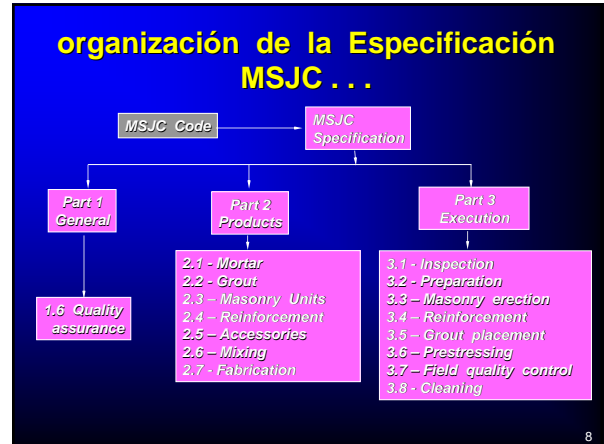 organización de la Especificación
MSJC . . .
MSJC Code
MSJC
Specification
Part 1
General
Part 2
Products
Part 3
Execution
1.6 Quality
assurance
2.1 - Mortar
2.2 - Grout
2.3 – Masonry Units
2.4 – Reinforcement
2.5 – Accessories
2.6 – Mixing
2.7 - Fabrication
3.1 - Inspection
3.2 - Preparation
3.3 – Masonry erection
3.4 – Reinforcement
3.5 – Grout placement
3.6 – Prestressing
3.7 – Field quality control
3.8 - Cleaning
8